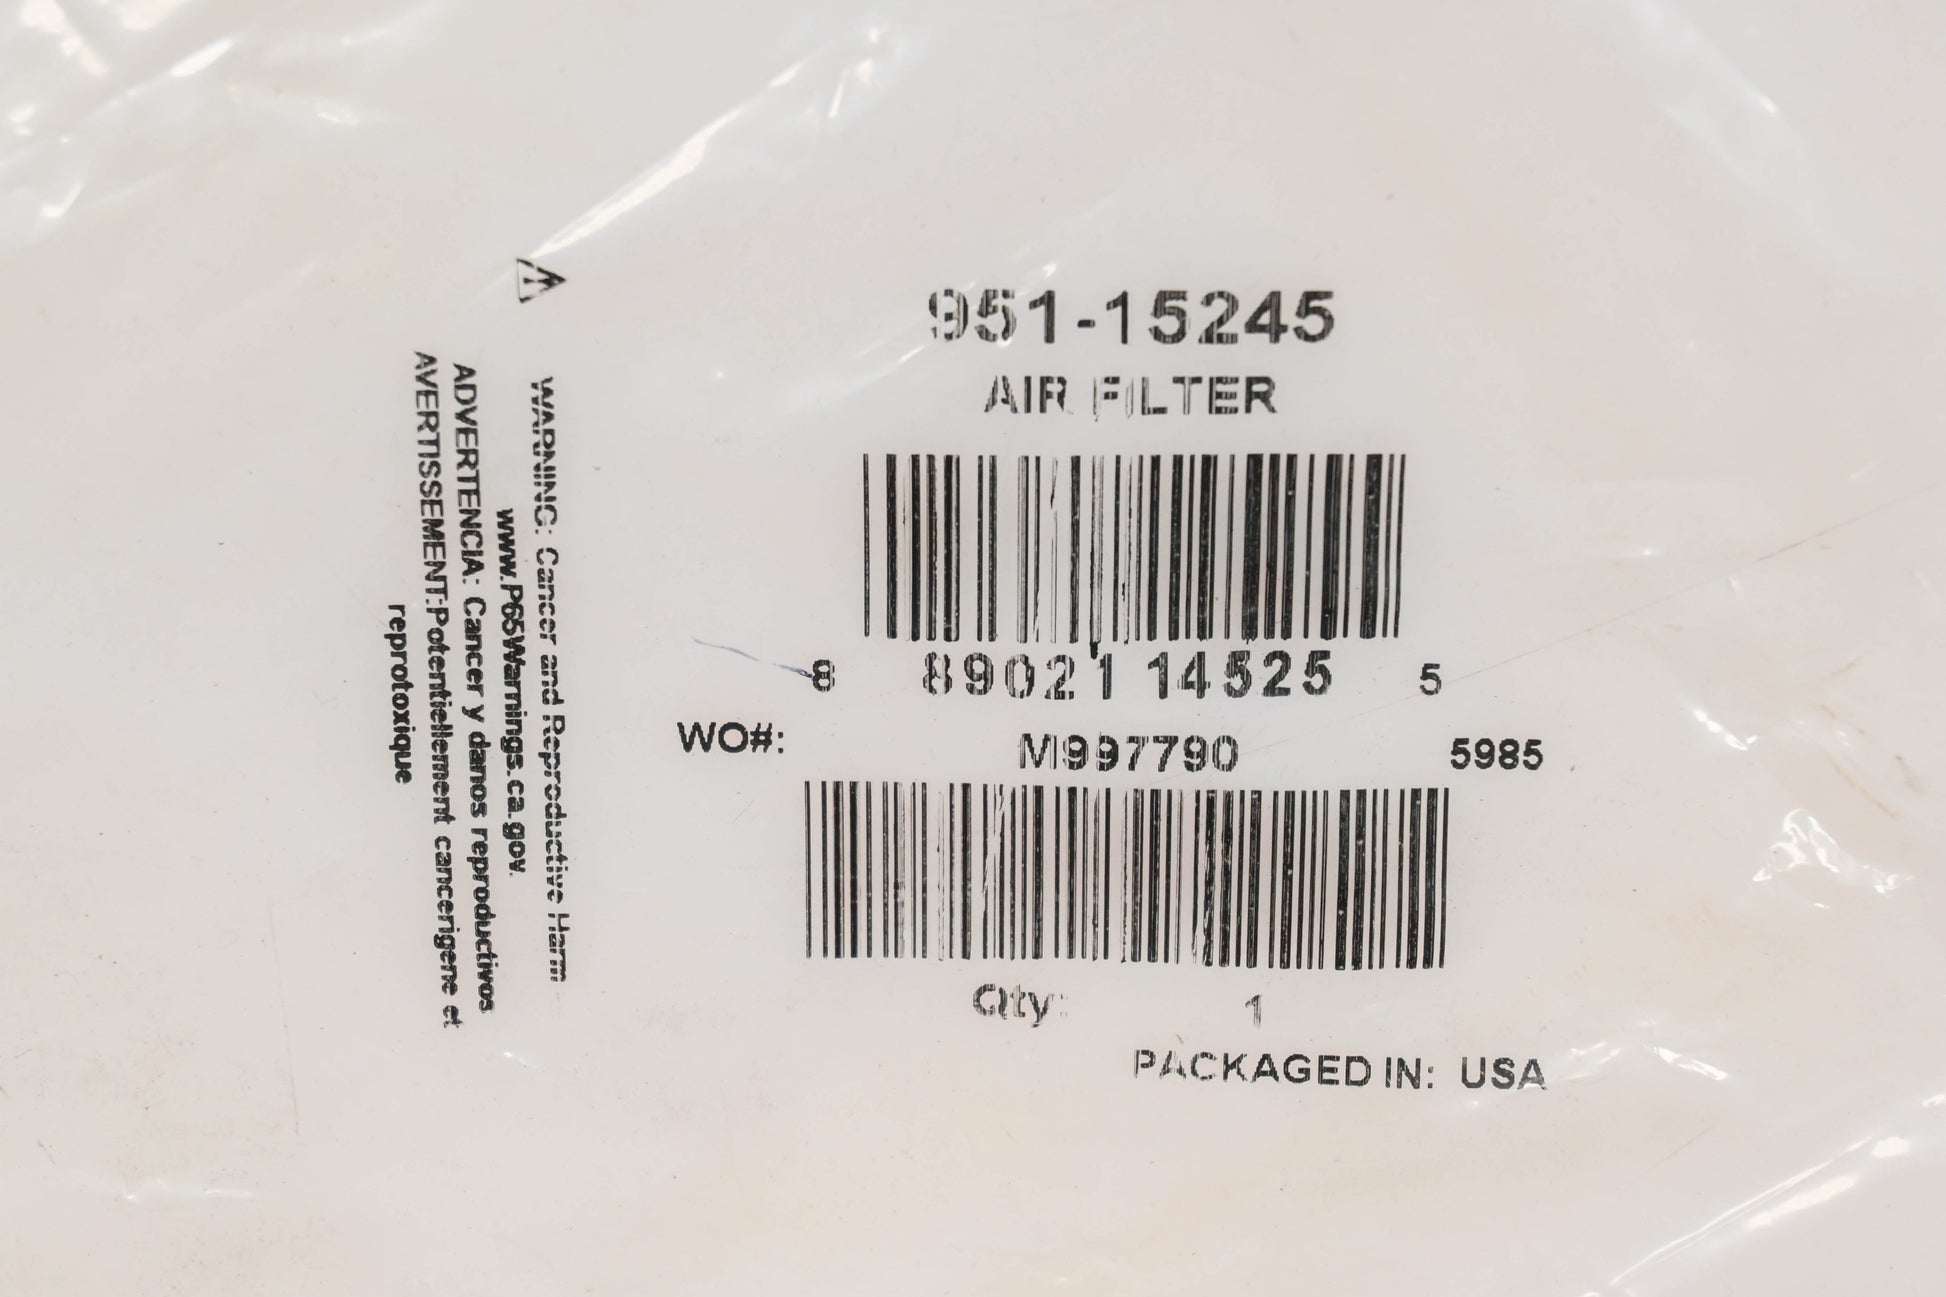 951-15245
AIR FILTER
8 89021 14525 5
WO#: M997790 5985
Qty: 1
PACKAGED IN: USA
WARNING: Cancer and Reproductive Harm
www.P65Warnings.ca.gov.
ADVERTENCIA: Cancer y danos reproductivos
AVERTISSEMENT:Potentiellement cancerigene et
reprotoxique